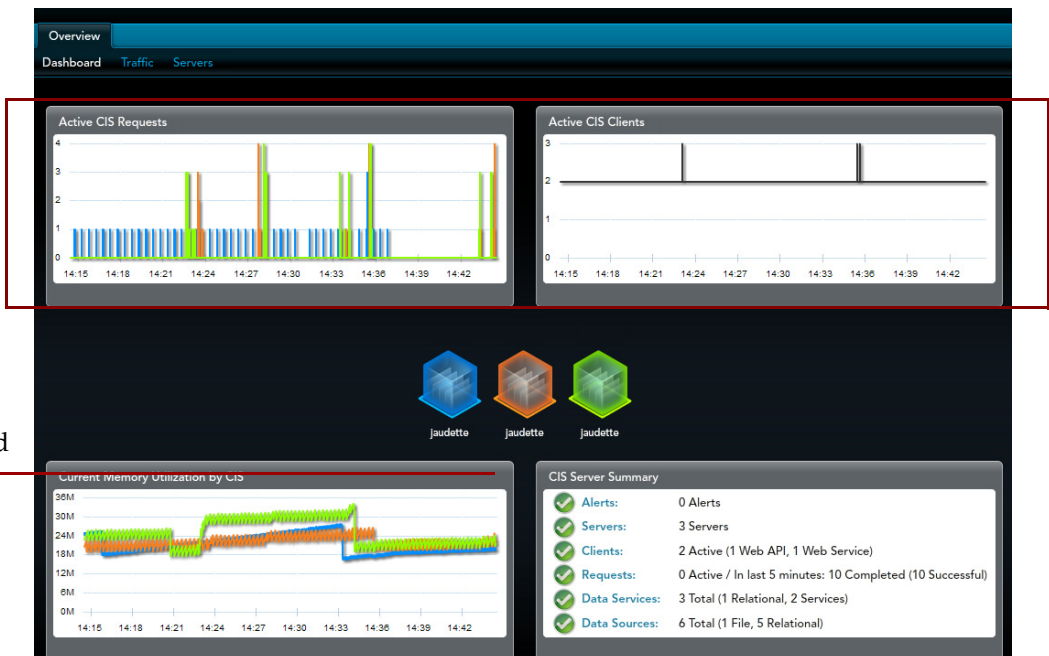 Overview
Dashboard Traffic Servers
Active CIS Requests
4
3
2
1
0
14:15 14:18 14:21 14:24 14:27 14:30 14:33 14:36 14:39 14:42
Active CIS Clients
3
2
1
0
14:15 14:18 14:21 14:24 14:27 14:30 14:33 14:36 14:39 14:42
jaudette jaudette jaudette
d
Current Memory Utilization by CIS
36M
30M
24M
18M
12M
6M
0M
14:15 14:18 14:21 14:24 14:27 14:30 14:33 14:36 14:39 14:42
CIS Server Summary
Alerts: 0 Alerts
Servers: 3 Servers
Clients: 2 Active (1 Web API, 1 Web Service)
Requests: 0 Active / In last 5 minutes: 10 Completed (10 Successful)
Data Services: 3 Total (1 Relational, 2 Services)
Data Sources: 6 Total (1 File, 5 Relational)